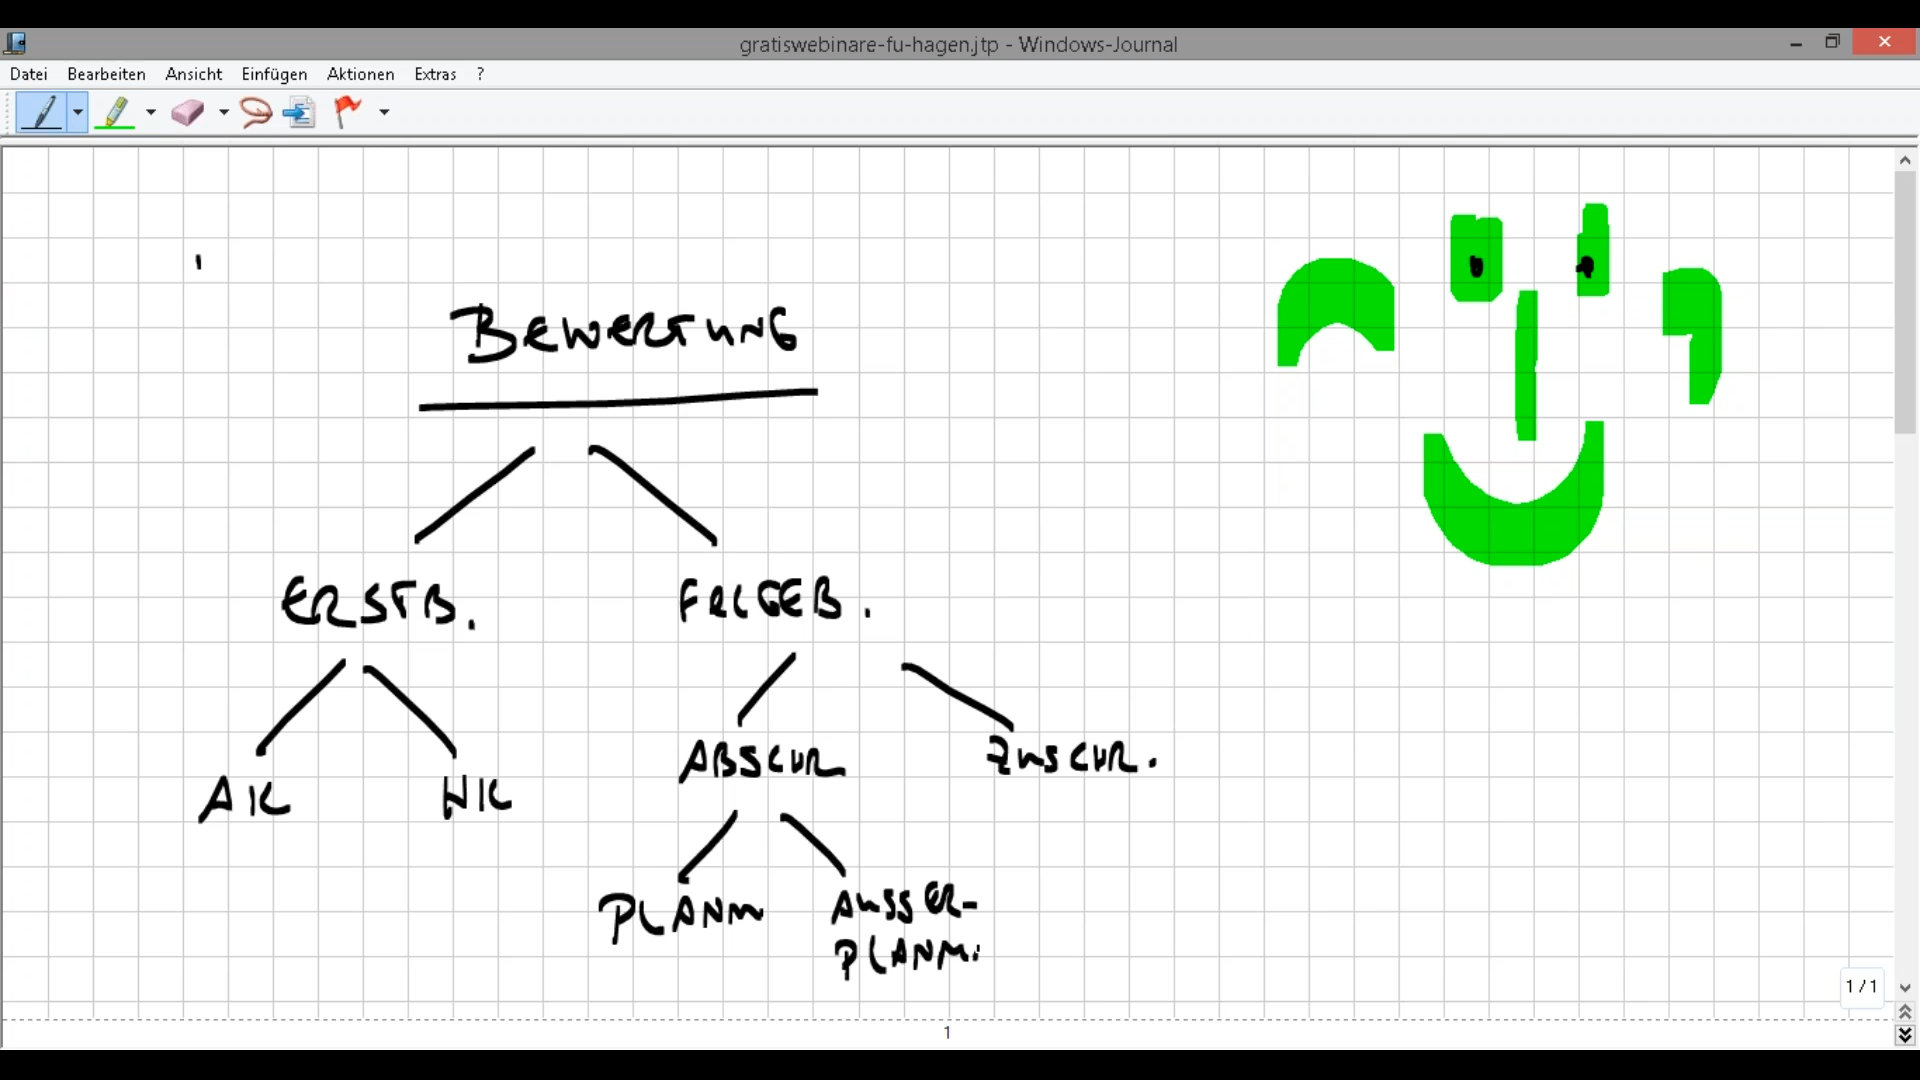 gratiswebinare-fu-hagen.jtp - Windows-Journal
Datei Bearbeiten Ansicht Einfügen Aktionen Extras ?
BEWERTUNG
ERSTB. FOLGEB.
ABSCHR ZUSCHR.
AK HK
PLANM AUSSER-
PLANM.
1 / 1
1